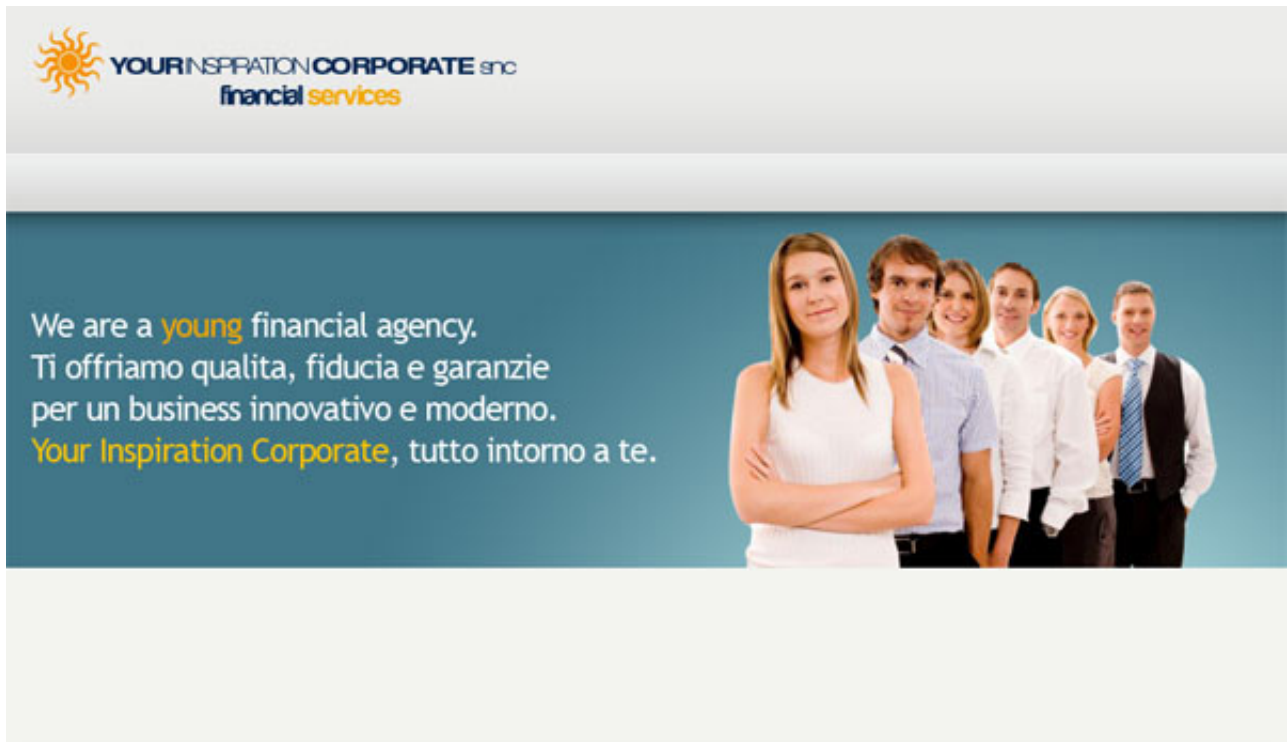 YOURINSPIRATIONCORPORATE snc
financial services
We are a young financial agency.
Ti offriamo qualita, fiducia e garanzie
per un business innovativo e moderno.
Your Inspiration Corporate, tutto intorno a te.